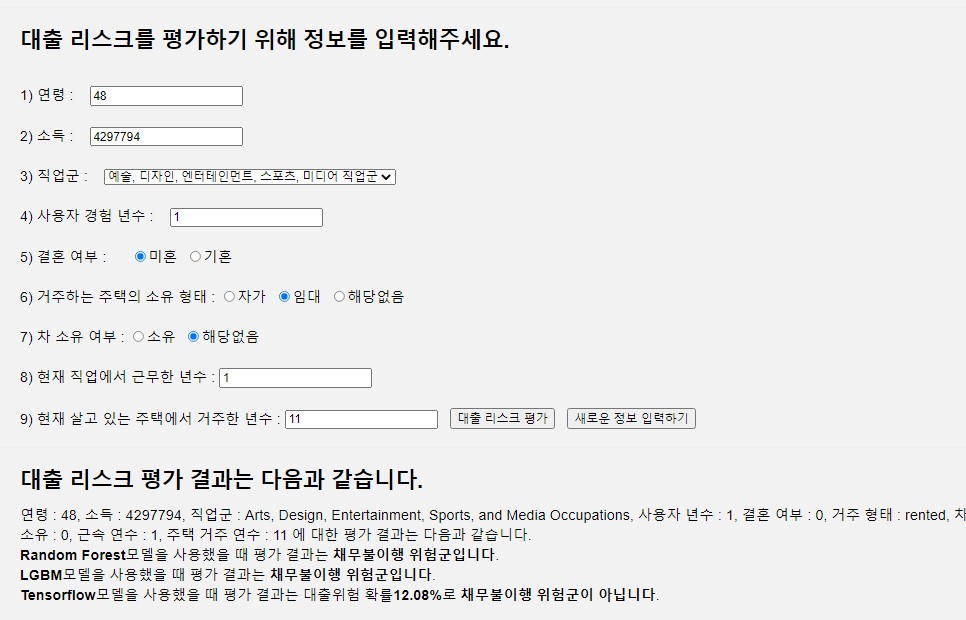 대출 리스크를 평가하기 위해 정보를 입력해주세요.
1) 연령 : 48
2) 소득 : 4297794
3) 직업군 : 예술, 디자인, 엔터테인먼트, 스포츠, 미디어 직업군
4) 사용자 경험 년수 : 1
5) 결혼 여부 : 미혼 기혼
6) 거주하는 주택의 소유 형태 : 자가 임대 해당없음
7) 차 소유 여부 : 소유 해당없음
8) 현재 직업에서 근무한 년수 : 1
9) 현재 살고 있는 주택에서 거주한 년수 : 11 대출 리스크 평가 새로운 정보 입력하기
대출 리스크 평가 결과는 다음과 같습니다.
연령 : 48, 소득 : 4297794, 직업군 : Arts, Design, Entertainment, Sports, and Media Occupations, 사용자 년수 : 1, 결혼 여부 : 0, 거주 형태 : rented, 차
소유 : 0, 근속 연수 : 1, 주택 거주 연수 : 11 에 대한 평가 결과는 다음과 같습니다.
Random Forest모델을 사용했을 때 평가 결과는 채무불이행 위험군입니다.
LGBM모델을 사용했을 때 평가 결과는 채무불이행 위험군입니다.
Tensorflow모델을 사용했을 때 평가 결과는 대출위험 확률12.08%로 채무불이행 위험군이 아닙니다.